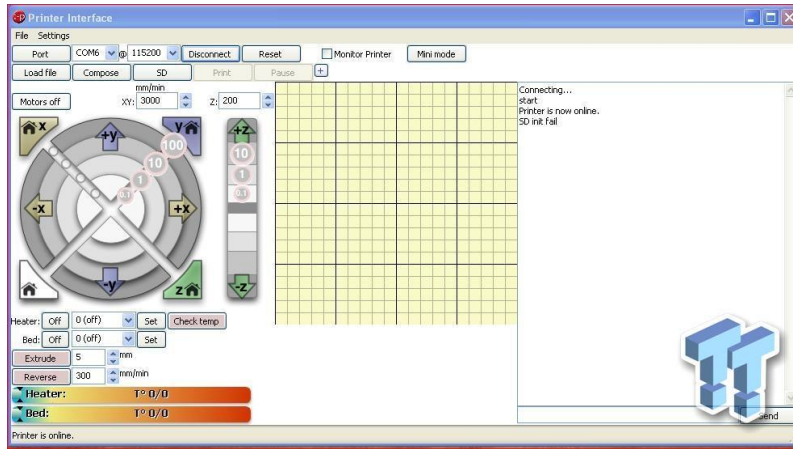 Printer Interface
File Settings
Port COM6 @ 115200 Disconnect Reset Monitor Printer Mini mode
Load file Compose SD Print Pause +
mm/min
Motors off XY: 3000 Z: 200
x +y y +z
100
10 10
1 1
0.1 0.1
-x +x
-y z -z
Heater: Off 0 (off) Set Check temp
Bed: Off 0 (off) Set
Extrude 5 mm
Reverse 300 mm/min
Heater: T° 0/0
Bed: T° 0/0
Printer is online.
Connecting...
start
Printer is now online.
SD init fail
Send
TT